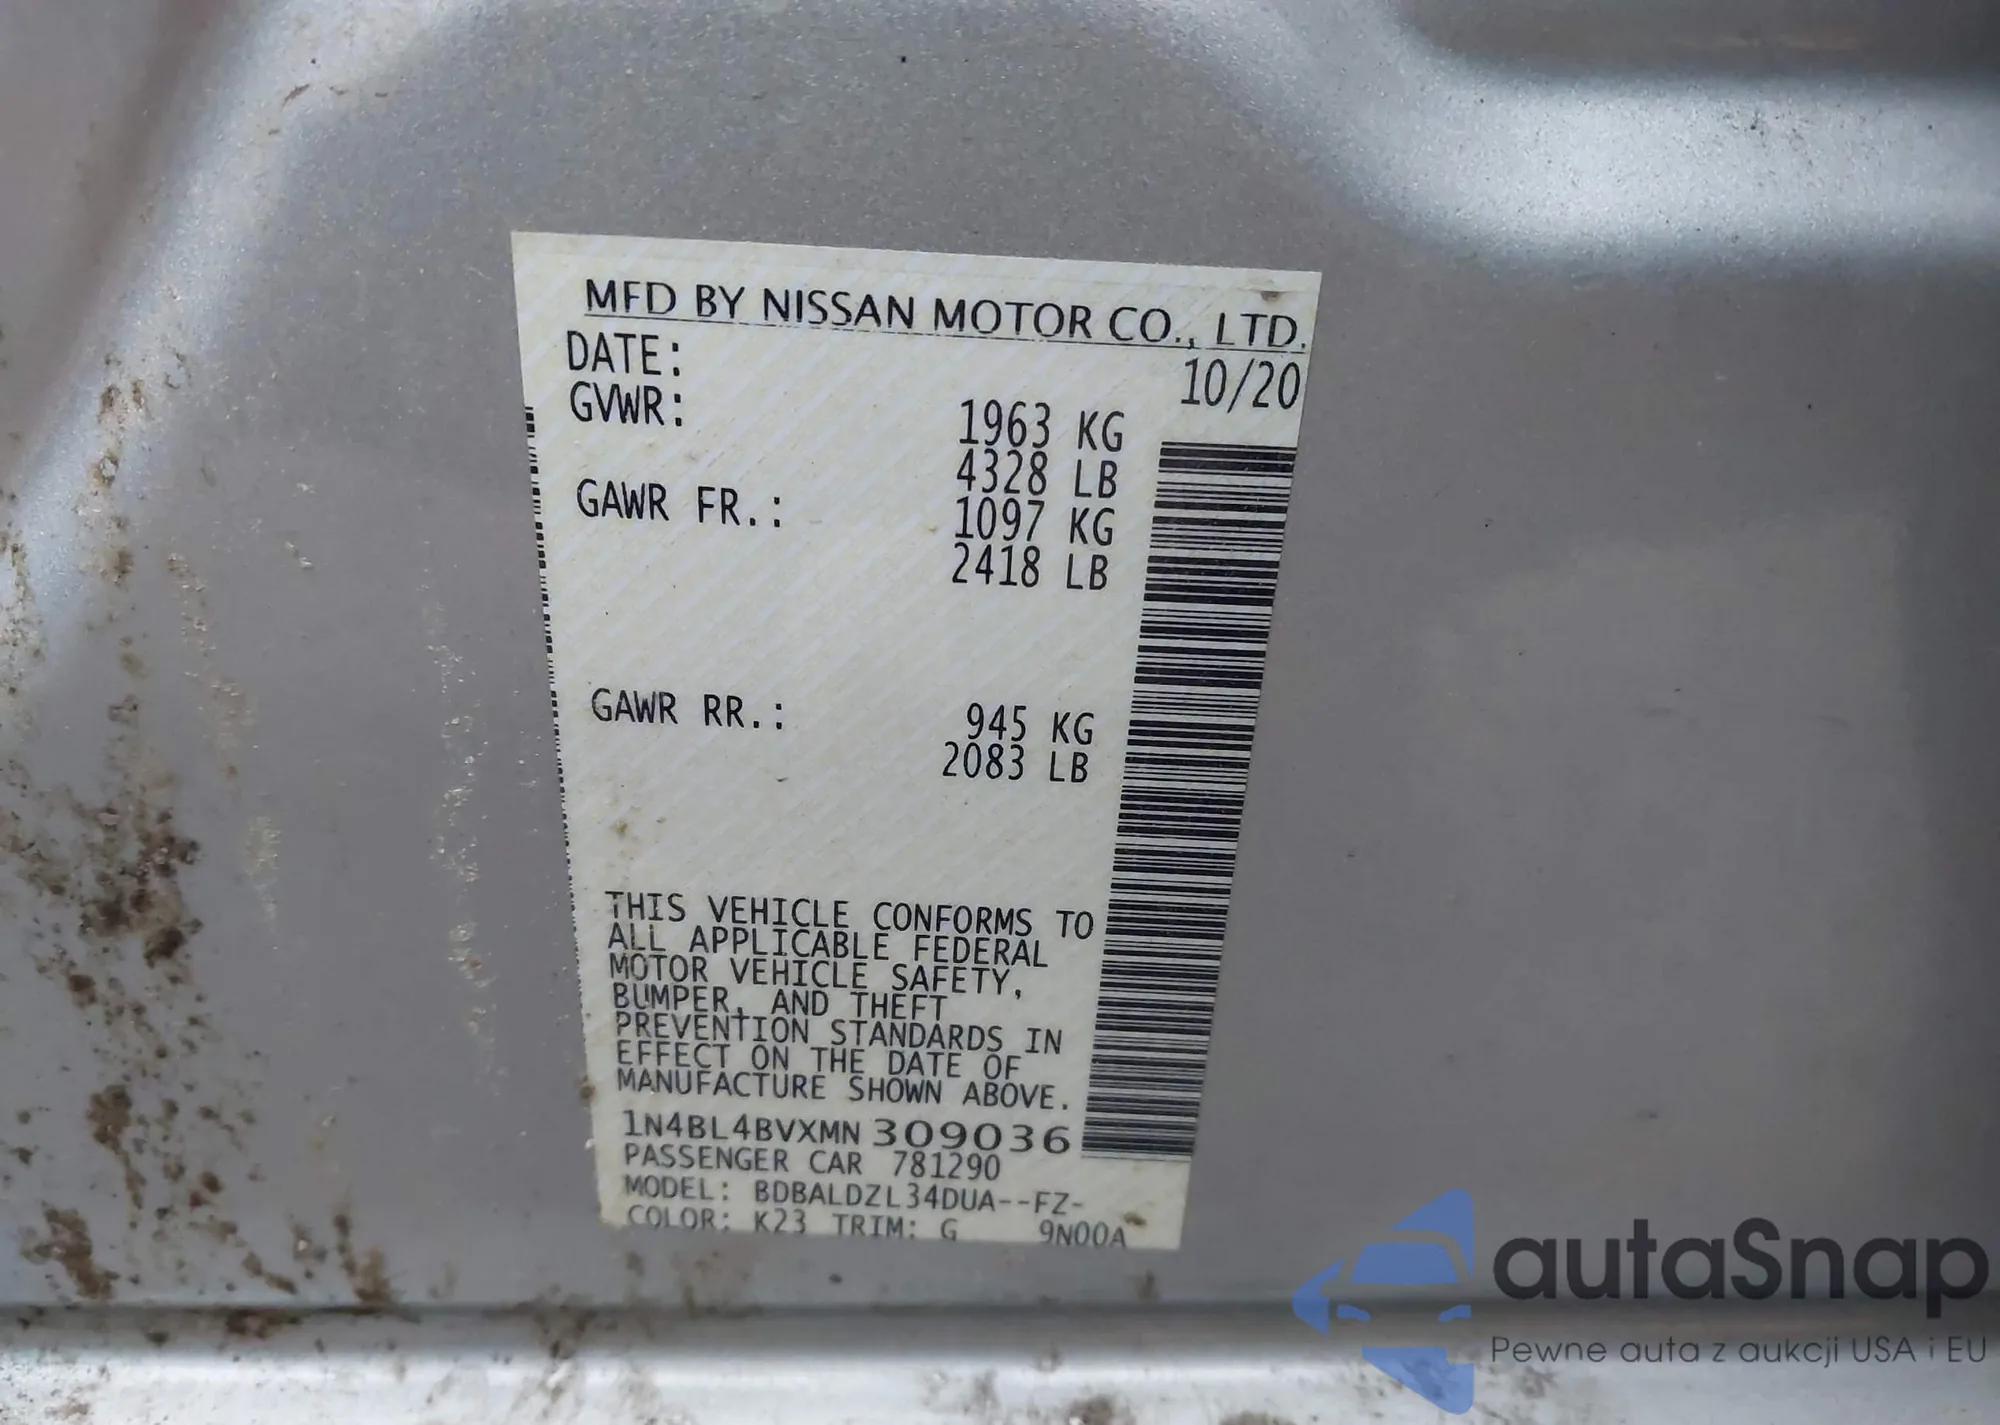 MFD BY NISSAN MOTOR CO., LTD.
DATE: 10/20
GVWR: 1963 KG
4328 LB
GAWR FR.: 1097 KG
2418 LB
GAWR RR.: 945 KG
2083 LB
THIS VEHICLE CONFORMS TO
ALL APPLICABLE FEDERAL
MOTOR VEHICLE SAFETY,
BUMPER, AND THEFT
PREVENTION STANDARDS IN
EFFECT ON THE DATE OF
MANUFACTURE SHOWN ABOVE.
1N4BL4BVXMN309036
PASSENGER CAR 781290
MODEL: BDBALDZL34DUA--FZ-
COLOR: K23 TRIM: G 9N00A
autaSnap
Pewne auta z aukcji USA i EU